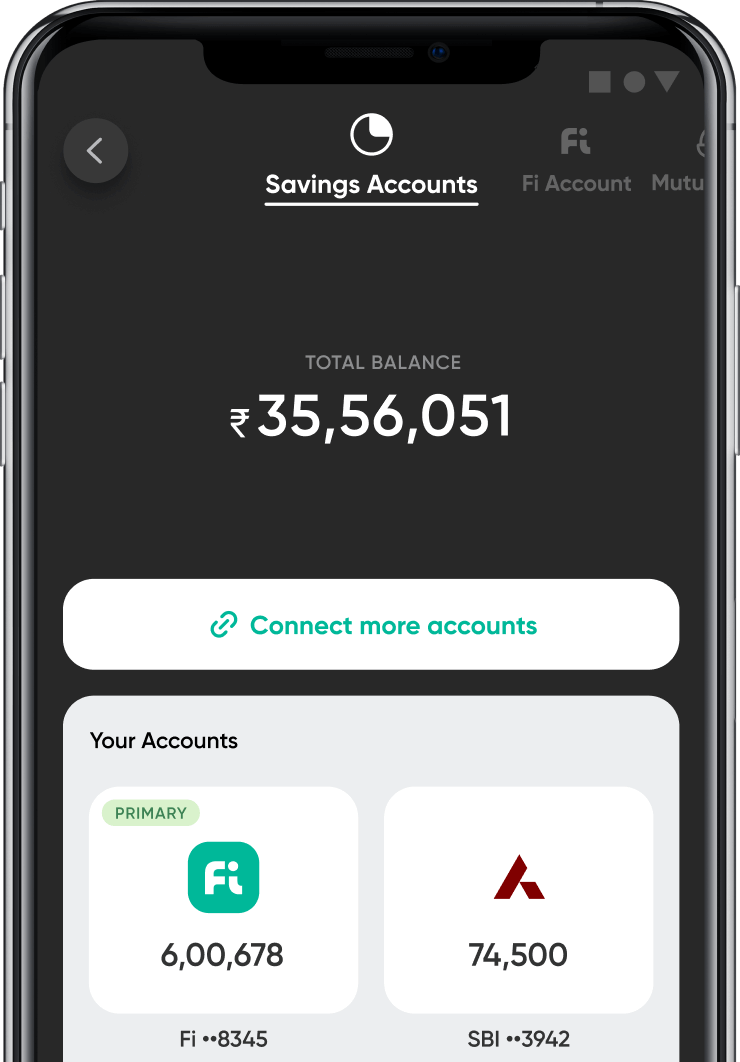 Fi
Savings Accounts
Fi Account
Mutu
TOTAL BALANCE
₹35,56,051
Connect more accounts
Your Accounts
PRIMARY
Fi
6,00,678
74,500
Fi ••8345
SBI ••3942